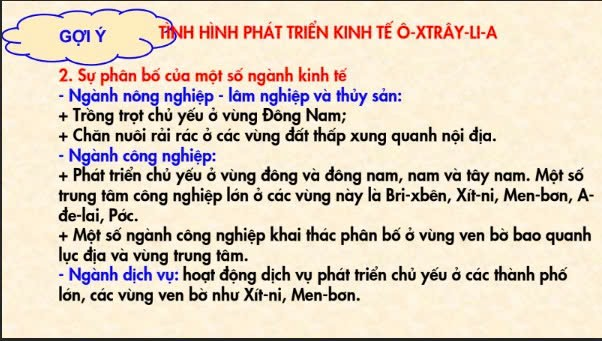 GỢI Ý
TÌNH HÌNH PHÁT TRIỂN KINH TẾ Ô-XTRÂY-LI-A
2. Sự phân bố của một số ngành kinh tế
- Ngành nông nghiệp - lâm nghiệp và thủy sản:
+ Trồng trọt chủ yếu ở vùng Đông Nam;
+ Chăn nuôi rải rác ở các vùng đất thấp xung quanh nội địa.
- Ngành công nghiệp:
+ Phát triển chủ yếu ở vùng đông và đông nam, nam và tây nam. Một số
trung tâm công nghiệp lớn ở các vùng này là Bri-xbên, Xít-ni, Men-bơn, A-
đe-lai, Pớc.
+ Một số ngành công nghiệp khai thác phân bố ở vùng ven bờ bao quanh
lục địa và vùng trung tâm.
- Ngành dịch vụ: hoạt động dịch vụ phát triển chủ yếu ở các thành phố
lớn, các vùng ven bờ như Xít-ni, Men-bơn.